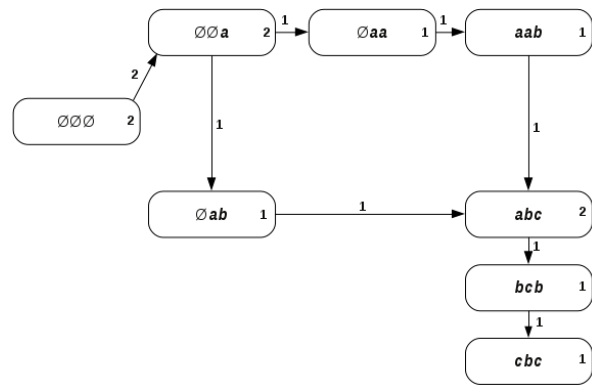 1 1
∅∅a 2 ∅aa 1 aab 1
2
∅∅∅ 2
1 1
∅ab 1 1 abc 2
1
bcb 1
1
cbc 1